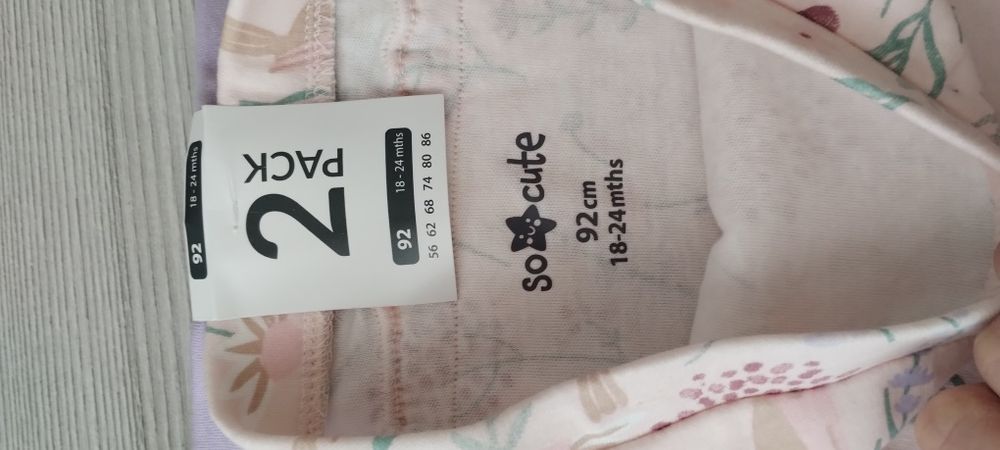 92 18 - 24 mths
2
PACK
92 18 - 24 mths
56 62 68 74 80 86
so cute
92cm
18-24mths